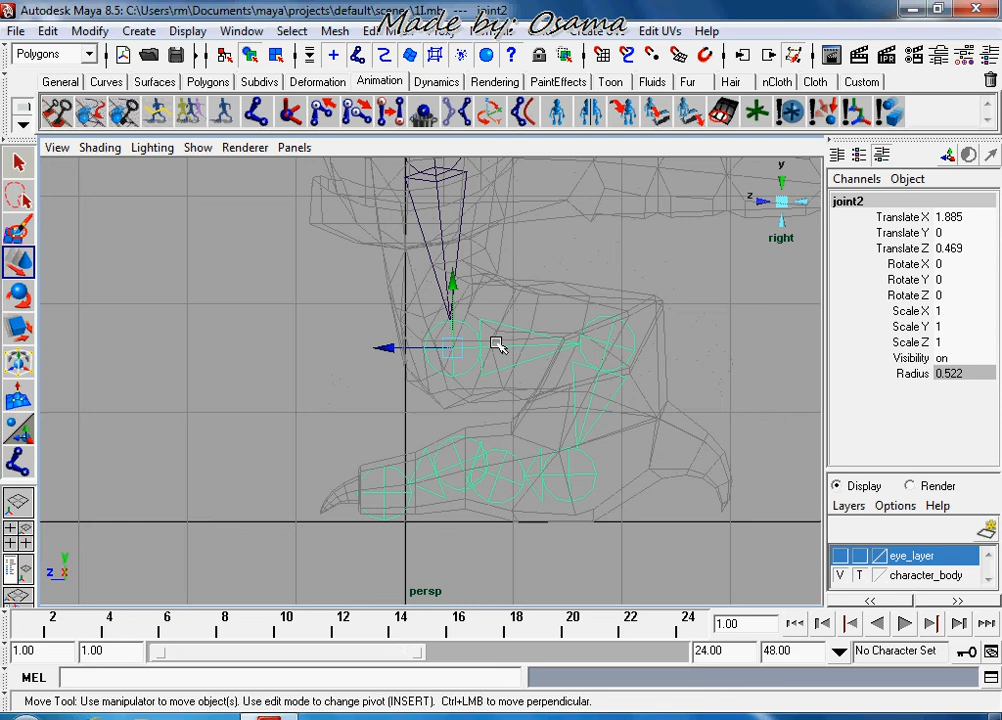 Autodesk Maya 8.5: C:\Users\rm\Documents\maya\projects\default\scene 1I.mb --- joint2
Made by: Osama
File Edit Modify Create Display Window Select Mesh Edit UVs Help
Polygons
General Curves Surfaces Polygons Subdivs Deformation Animation Dynamics Rendering PaintEffects Toon Fluids Fur Hair nCloth Cloth Custom
View Shading Lighting Show Renderer Panels
Channels Object
joint2
Translate X 1.885
Translate Y 0
Translate Z 0.469
Rotate X 0
Rotate Y 0
Rotate Z 0
Scale X 1
Scale Y 1
Scale Z 1
Visibility on
Radius 0.522
y
z
right
Display Render
Layers Options Help
eye_layer
V T character_body
<< >>
y
z x
persp
2 4 6 8 10 12 14 16 18 20 22 24
1.00
1.00 1.00 24.00 48.00 No Character Set
MEL
Move Tool: Use manipulator to move object(s). Use edit mode to change pivot (INSERT). Ctrl+LMB to move perpendicular.